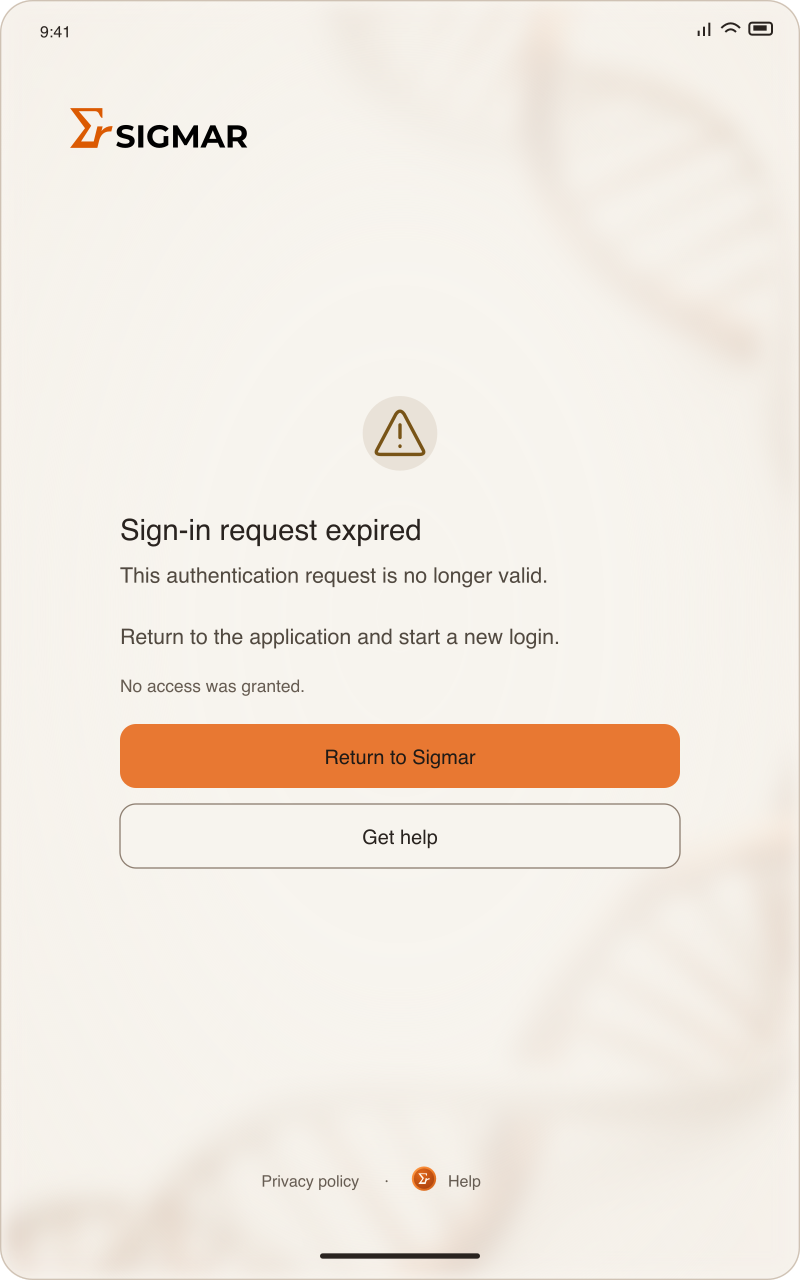 9:41
SIGMAR
Sign-in request expired
This authentication request is no longer valid.
Return to the application and start a new login.
No access was granted.
Return to Sigmar
Get help
Privacy policy · Help